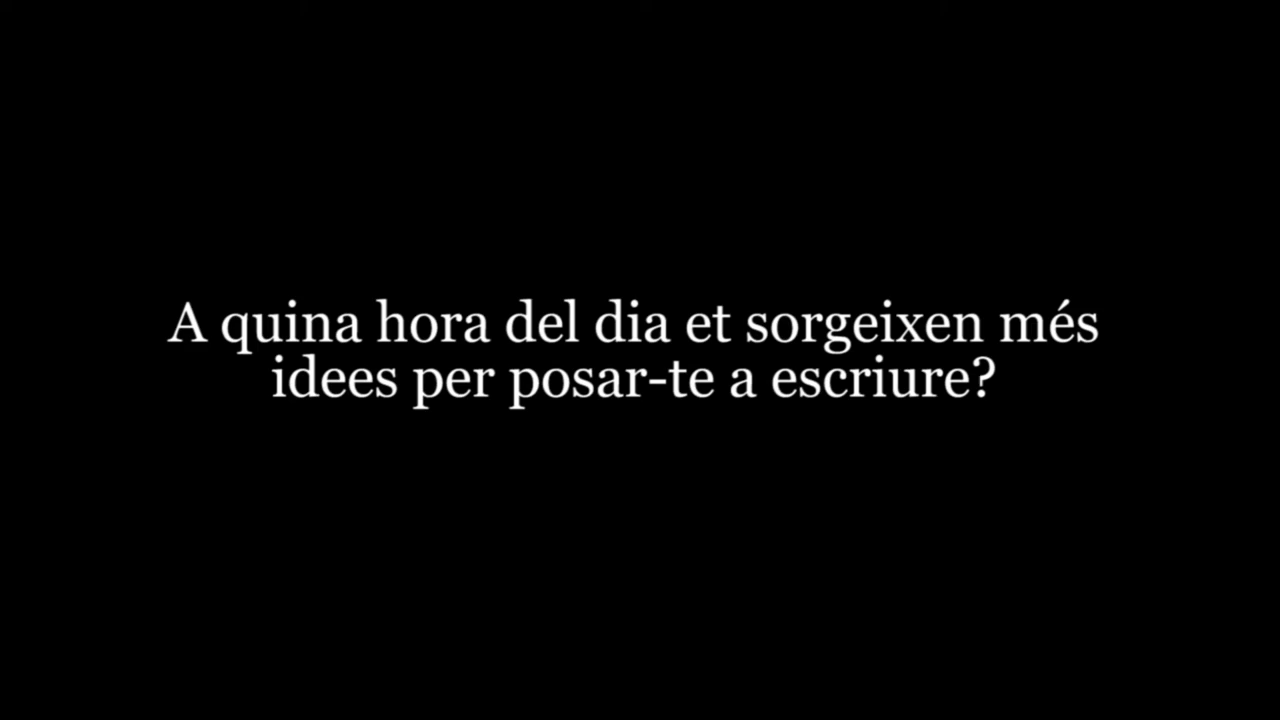 A quina hora del dia et sorgeixen més
idees per posar-te a escriure?